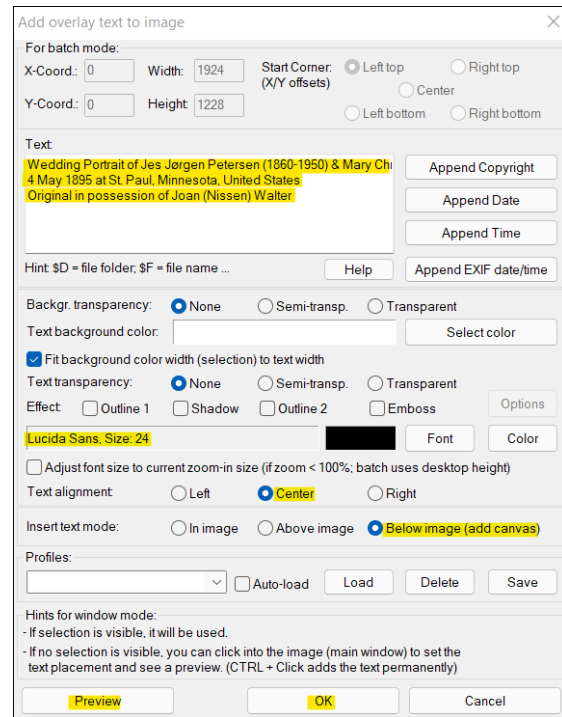 Add overlay text to image
For batch mode:
X-Coord.: 0 Width: 1924 Start Corner: Left top Right top
(X/Y offsets) Center
Y-Coord.: 0 Height: 1228 Left bottom Right bottom
Text:
Wedding Portrait of Jes Jørgen Petersen (1860-1950) & Mary Chr
4 May 1895 at St. Paul, Minnesota, United States
Original in possession of Joan (Nissen) Walter
Append Copyright
Append Date
Append Time
Hint: $D = file folder; $F = file name ... Help Append EXIF date/time
Backgr. transparency: None Semi-transp. Transparent
Text background color: Select color
Fit background color width (selection) to text width
Text transparency: None Semi-transp. Transparent
Effect: Outline 1 Shadow Outline 2 Emboss Options
Lucida Sans, Size: 24 Font Color
Adjust font size to current zoom-in size (if zoom < 100%; batch uses desktop height)
Text alignment: Left Center Right
Insert text mode: In image Above image Below image (add canvas)
Profiles:
Auto-load Load Delete Save
Hints for window mode:
- If selection is visible, it will be used.
- If no selection is visible, you can click into the image (main window) to set the
text placement and see a preview. (CTRL + Click adds the text permanently)
Preview OK Cancel